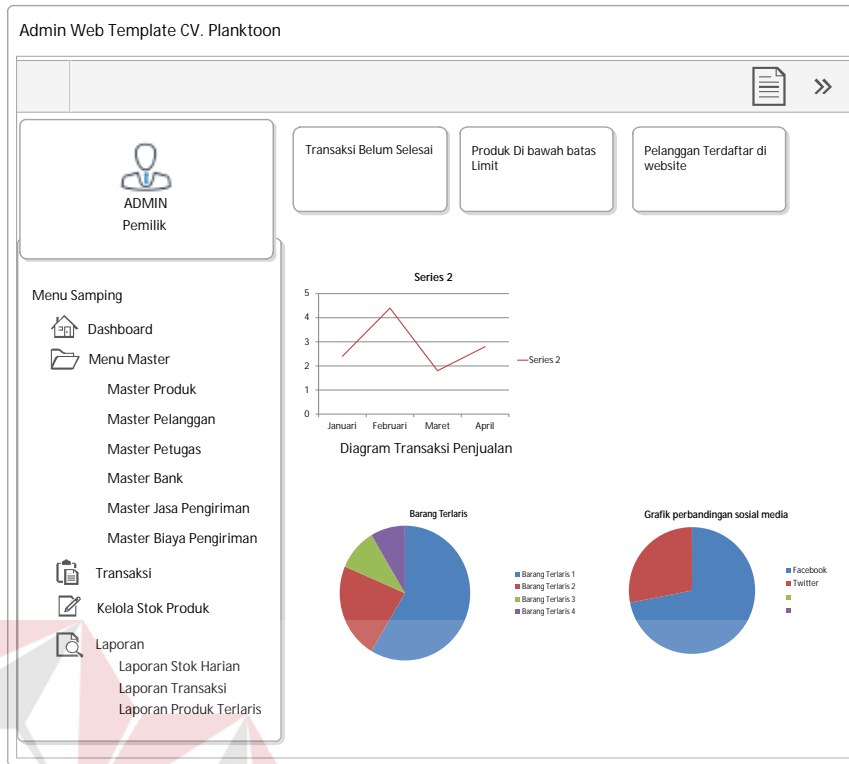 Admin Web Template CV. Planktoon
ADMIN
Pemilik
Transaksi Belum Selesai
Produk Di bawah batas
Limit
Pelanggan Terdaftar di
website
Menu Samping
Dashboard
Menu Master
Master Produk
Master Pelanggan
Master Petugas
Master Bank
Master Jasa Pengiriman
Master Biaya Pengiriman
Transaksi
Kelola Stok Produk
Laporan
Laporan Stok Harian
Laporan Transaksi
Laporan Produk Terlaris
Series 2
5
4
3
2
1
0
Januari Februari Maret April
Series 2
Diagram Transaksi Penjualan
Barang Terlaris
Barang Terlaris 1
Barang Terlaris 2
Barang Terlaris 3
Barang Terlaris 4
Grafik perbandingan sosial media
Facebook
Twitter